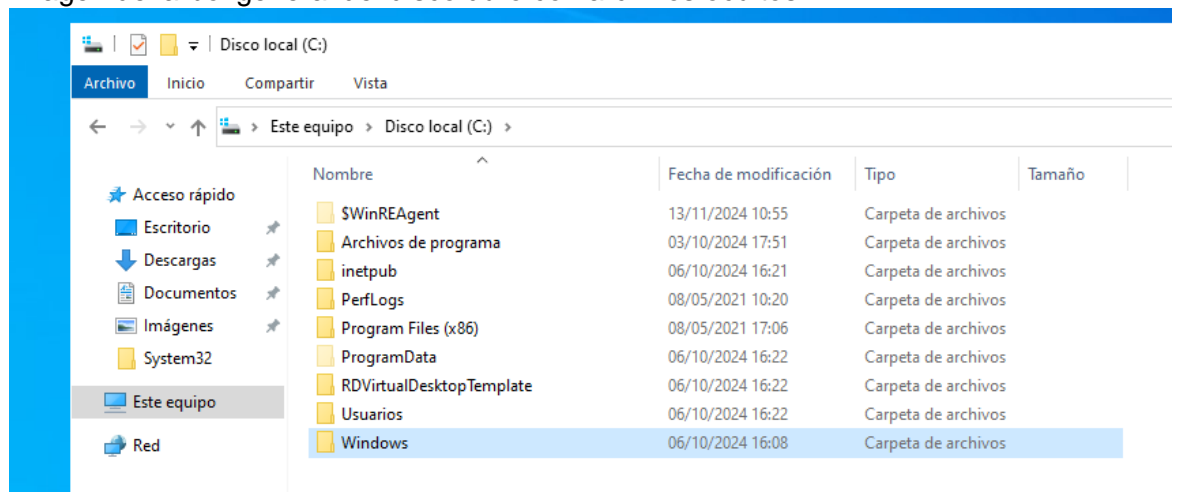 Disco local (C:)
Archivo Inicio Compartir Vista
Este equipo > Disco local (C:) >
Nombre Fecha de modificación Tipo Tamaño
Acceso rápido
Escritorio
Descargas
Documentos
Imágenes
System32
Este equipo
Red
$WinREAgent 13/11/2024 10:55 Carpeta de archivos
Archivos de programa 03/10/2024 17:51 Carpeta de archivos
inetpub 06/10/2024 16:21 Carpeta de archivos
PerfLogs 08/05/2021 10:20 Carpeta de archivos
Program Files (x86) 08/05/2021 17:06 Carpeta de archivos
ProgramData 06/10/2024 16:22 Carpeta de archivos
RDVirtualDesktopTemplate 06/10/2024 16:22 Carpeta de archivos
Usuarios 06/10/2024 16:22 Carpeta de archivos
Windows 06/10/2024 16:08 Carpeta de archivos